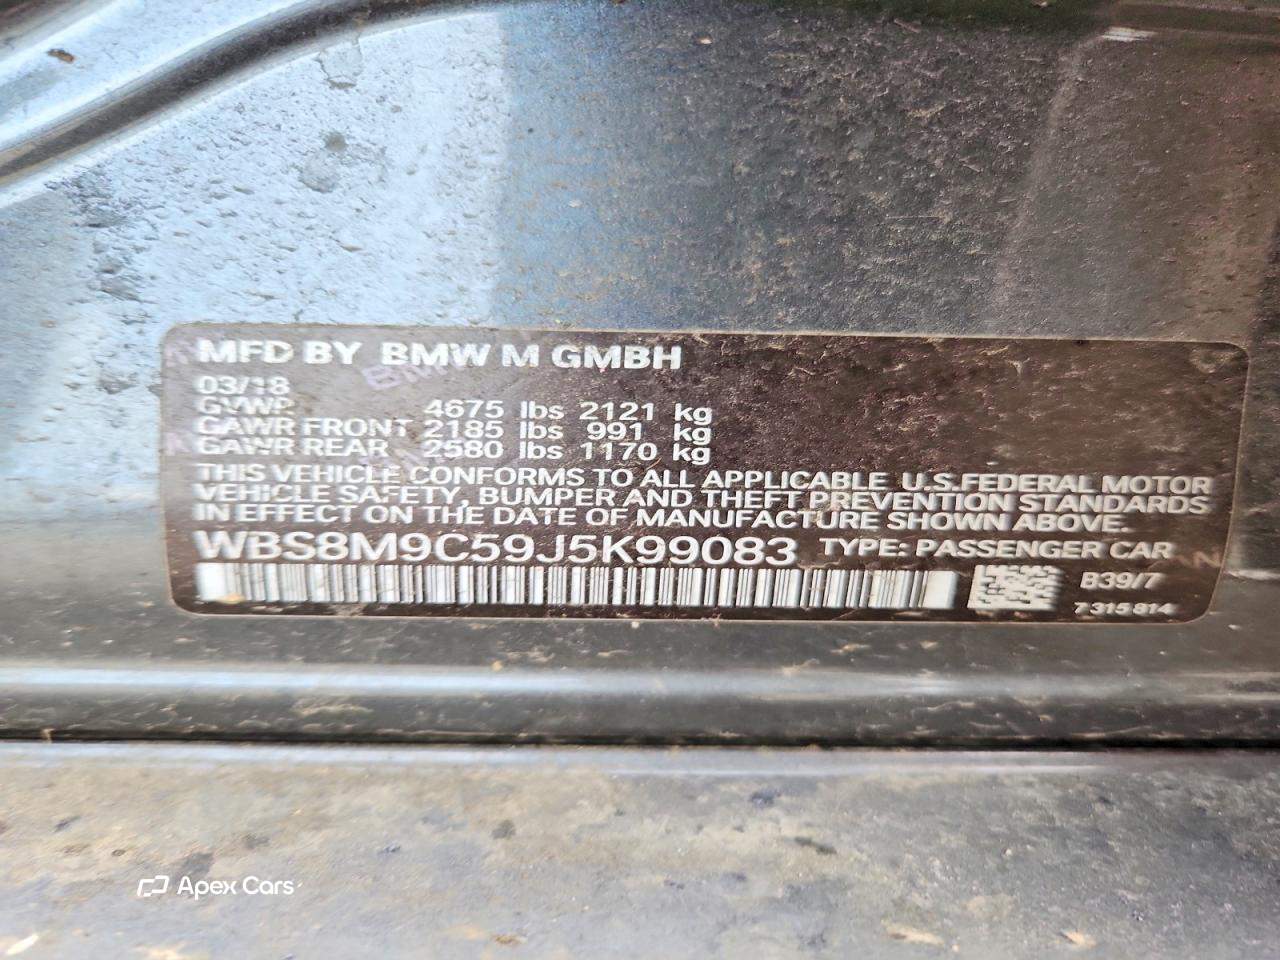 MFD BY BMW M GMBH
03/18
GVWR 4675 lbs 2121 kg
GAWR FRONT 2185 lbs 991 kg
GAWR REAR 2580 lbs 1170 kg
THIS VEHICLE CONFORMS TO ALL APPLICABLE U.S.FEDERAL MOTOR
VEHICLE SAFETY, BUMPER AND THEFT PREVENTION STANDARDS
IN EFFECT ON THE DATE OF MANUFACTURE SHOWN ABOVE.
WBS8M9C59J5K99083 TYPE: PASSENGER CAR
B39/7
7 315 814
Apex Cars